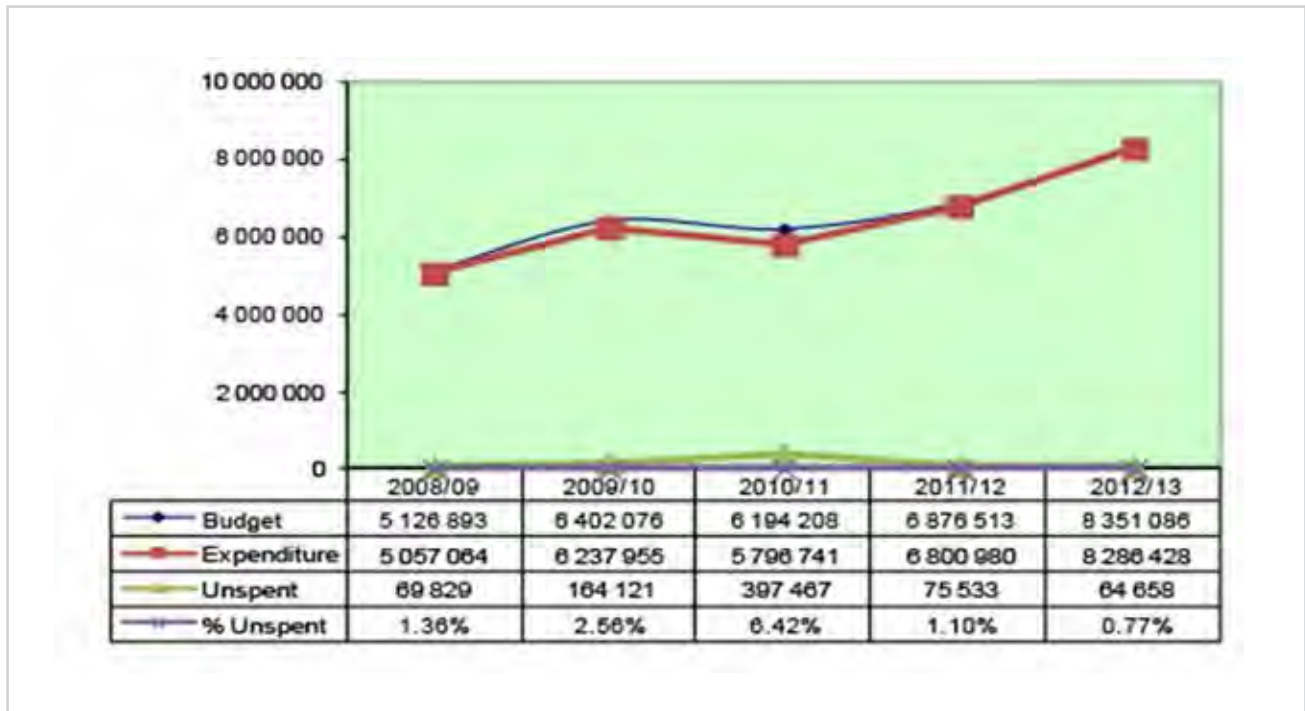 10 000 000
8 000 000
6 000 000
4 000 000
2 000 000
0
2008/09 2009/10 2010/11 2011/12 2012/13
Budget 5 126 893 6 402 076 6 194 208 6 876 513 8 351 086
Expenditure 5 057 064 6 237 955 5 796 741 6 800 980 8 286 428
Unspent 69 829 164 121 397 467 75 533 64 658
% Unspent 1.36% 2.56% 6.42% 1.10% 0.77%